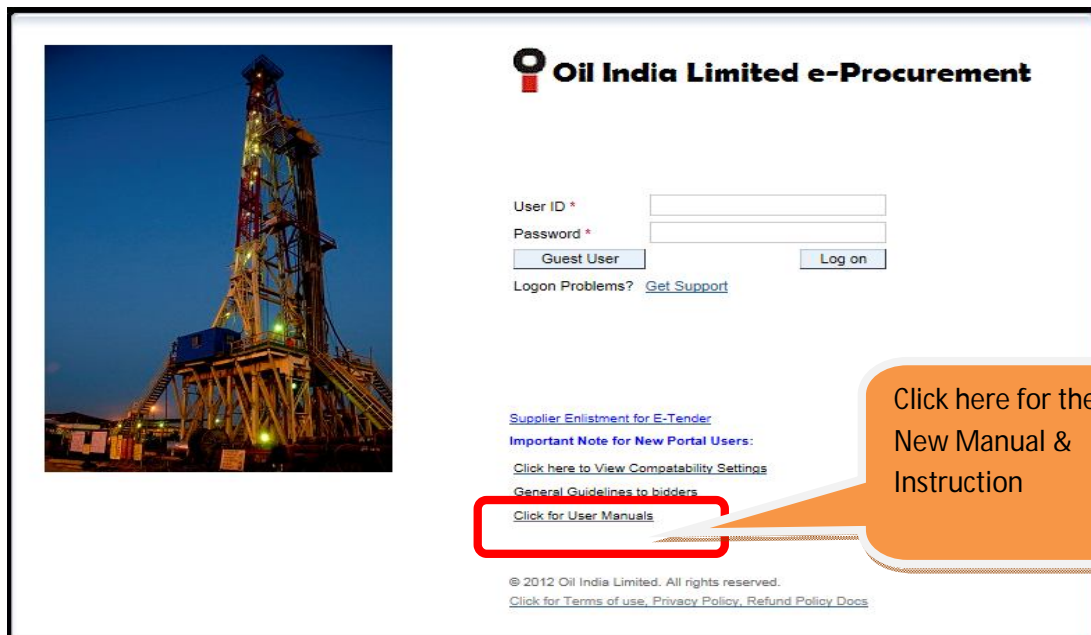 Oil India Limited e-Procurement
User ID *
Password *
Guest User
Log on
Logon Problems? Get Support
Supplier Enlistment for E-Tender
Important Note for New Portal Users:
Click here to View Compatability Settings
General Guidelines to bidders
Click for User Manuals
Click here for the
New Manual &
Instruction
© 2012 Oil India Limited. All rights reserved.
Click for Terms of use, Privacy Policy, Refund Policy Docs